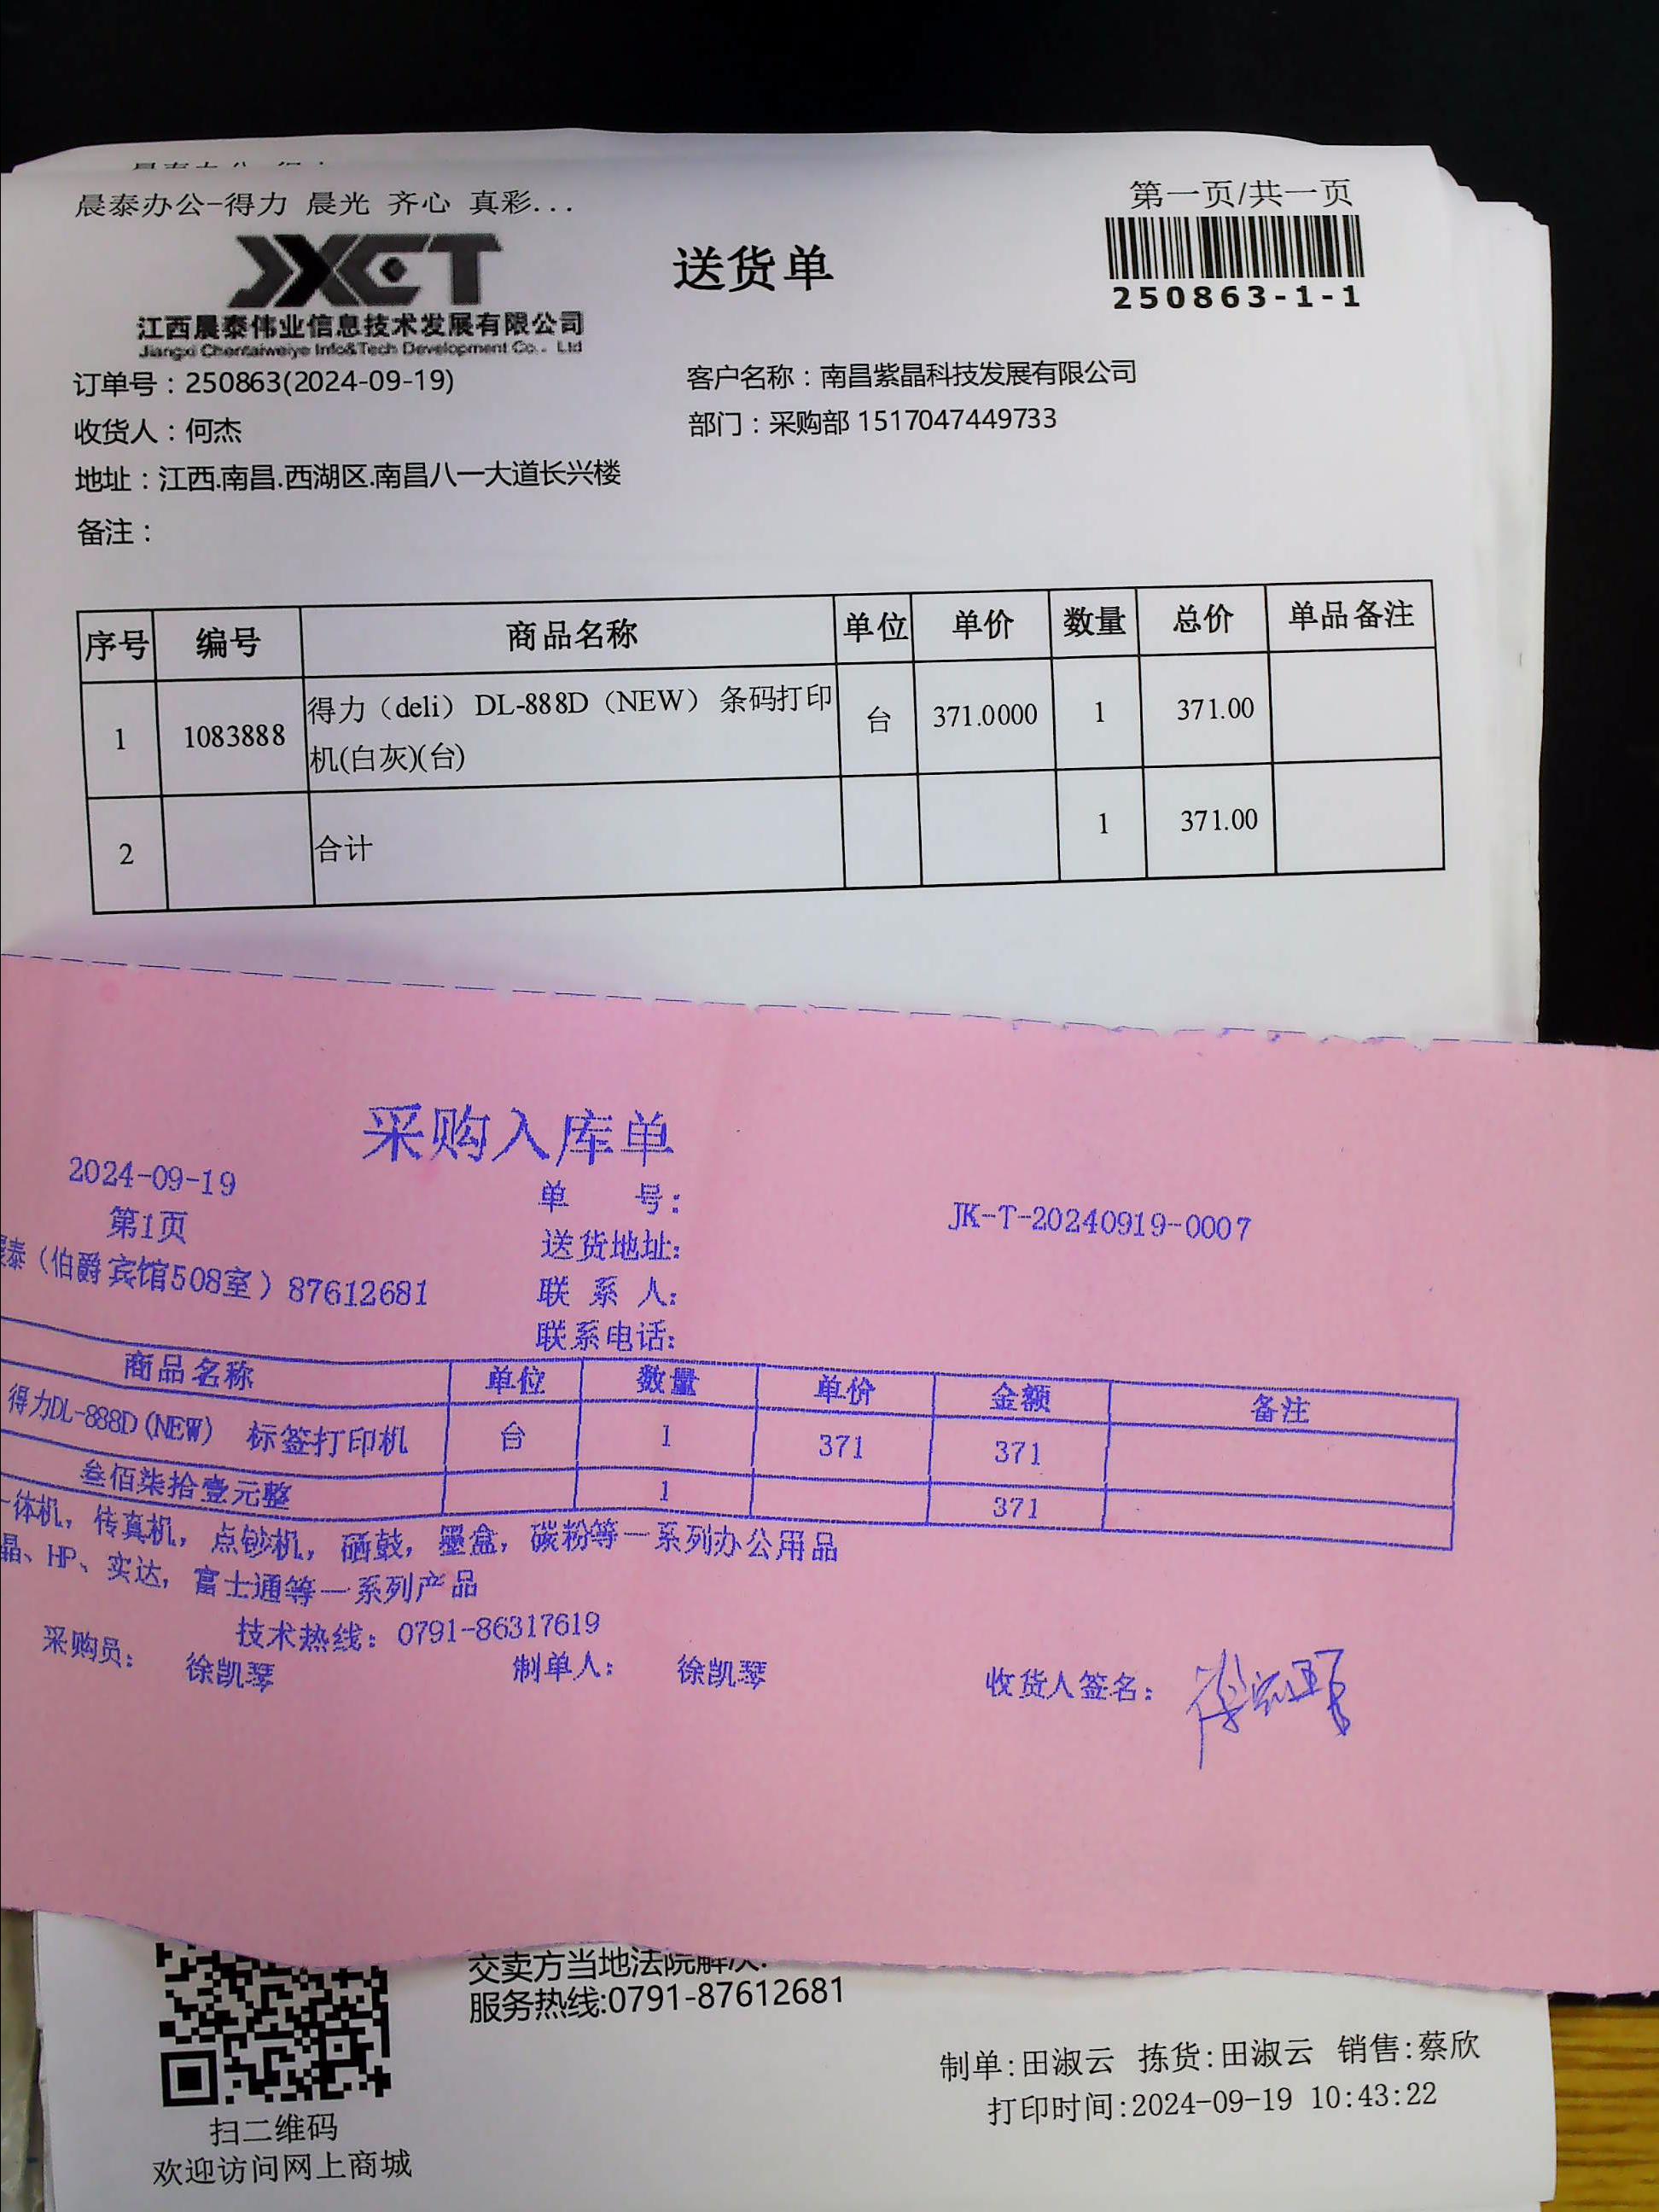 晨泰办公-得力 晨光 齐心 真彩...
第一页/共一页
JXCT
送货单
250863-1-1
江西晨泰伟业信息技术发展有限公司
Jiangxi Chentaiweiye Info&Tech Development Co., Ltd
订单号：250863(2024-09-19)
客户名称：南昌紫晶科技发展有限公司
收货人：何杰
部门：采购部 1517047449733
地址：江西.南昌.西湖区.南昌八一大道长兴楼
备注：
序号 编号 商品名称 单位 单价 数量 总价 单品备注
1 1083888 得力（deli） DL-888D（NEW） 条码打印机(白灰)(台) 台 371.0000 1 371.00
2 合计 1 371.00
采购入库单
2024-09-19
单 号：
JK-T-20240919-0007
第1页
送货地址：
泰（伯爵宾馆508室）87612681
联 系 人：
联系电话：
商品名称 单位 数量 单价 金额 备注
得力DL-888D(NEW) 标签打印机 台 1 371 371
叁佰柒拾壹元整 1 371
一体机，传真机，点钞机，硒鼓，墨盒，碳粉等一系列办公用品
晶、HP、实达，富士通等一系列产品
技术热线：0791-86317619
采购员： 徐凯琴 制单人： 徐凯琴 收货人签名：
交卖方当地法院解决.
服务热线:0791-87612681
制单:田淑云 拣货:田淑云 销售:蔡欣
打印时间:2024-09-19 10:43:22
扫二维码
欢迎访问网上商城